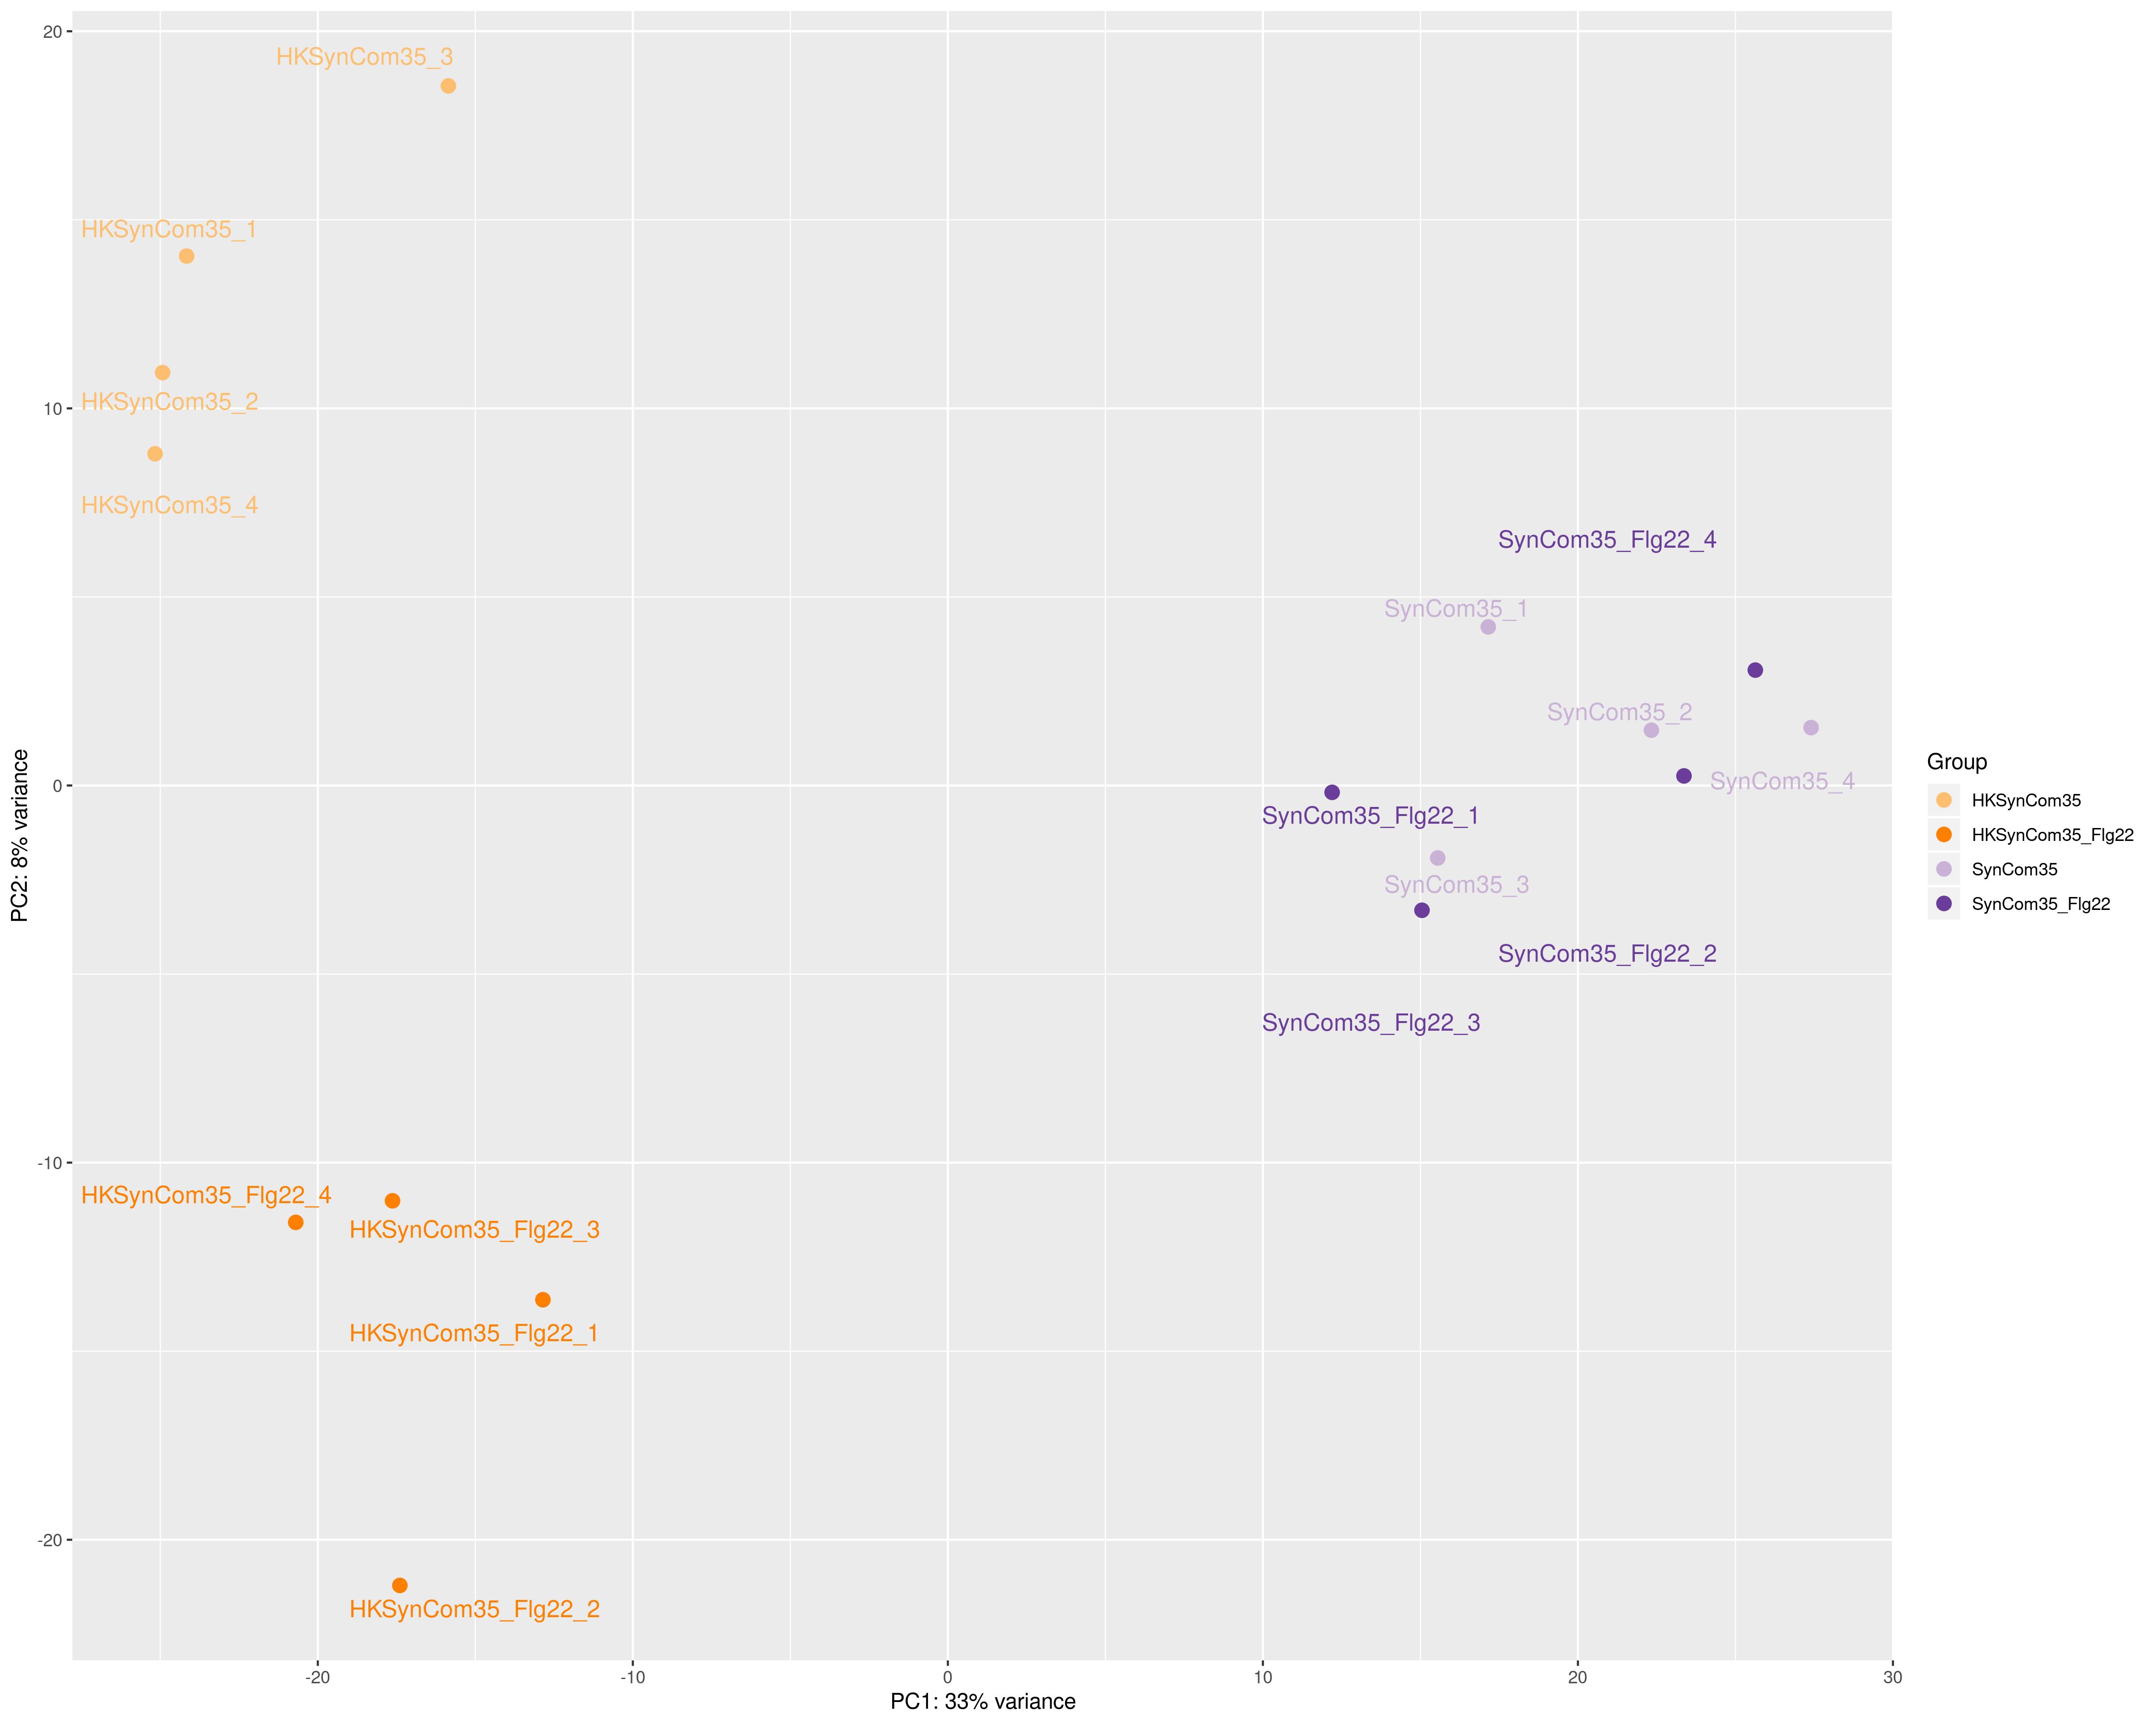 20
HKSynCom35_3
HKSynCom35_1
10
HKSynCom35_2
HKSynCom35_4
SynCom35_Flg22_4
SynCom35_1
SynCom35_2
SynCom35_4
0
SynCom35_Flg22_1
SynCom35_3
SynCom35_Flg22_2
SynCom35_Flg22_3
-10
HKSynCom35_Flg22_4
HKSynCom35_Flg22_3
HKSynCom35_Flg22_1
-20
HKSynCom35_Flg22_2
PC2: 8% variance
-20 -10 0 10 20 30
PC1: 33% variance
Group
HKSynCom35
HKSynCom35_Flg22
SynCom35
SynCom35_Flg22